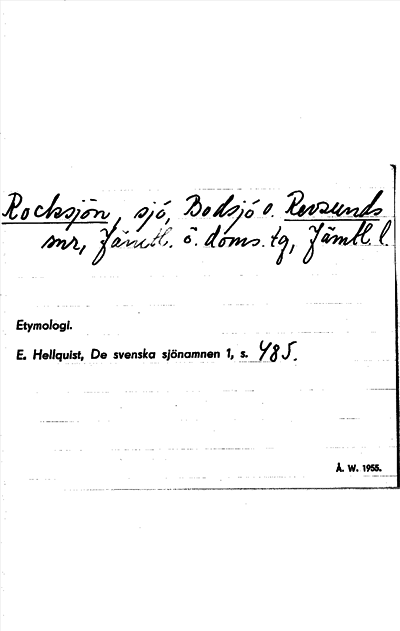 Rocksjön, sjö, Bodsjö o. Revsunds
snr, Jämtl. ö. doms. tg, Jämtl. l.
Etymologi.
E. Hellquist, De svenska sjönamnen 1, s. 485.
Å. W. 1955.